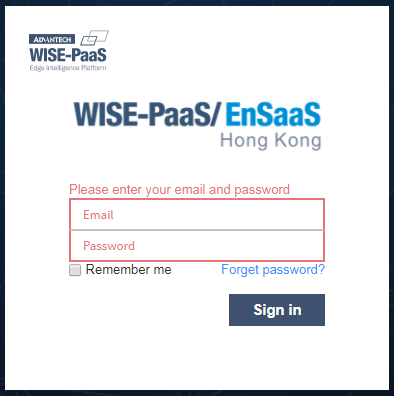 ADVANTECH
WISE-PaaS
Edge Intelligence Platform
WISE-PaaS/EnSaaS
Hong Kong
Please enter your email and password
Email
Password
Remember me Forget password?
Sign in